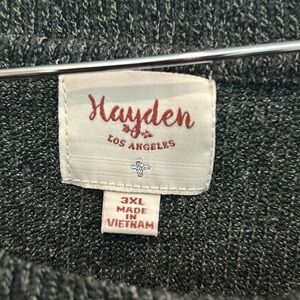 Hayden
LOS ANGELES
3XL
MADE
IN
VIETNAM